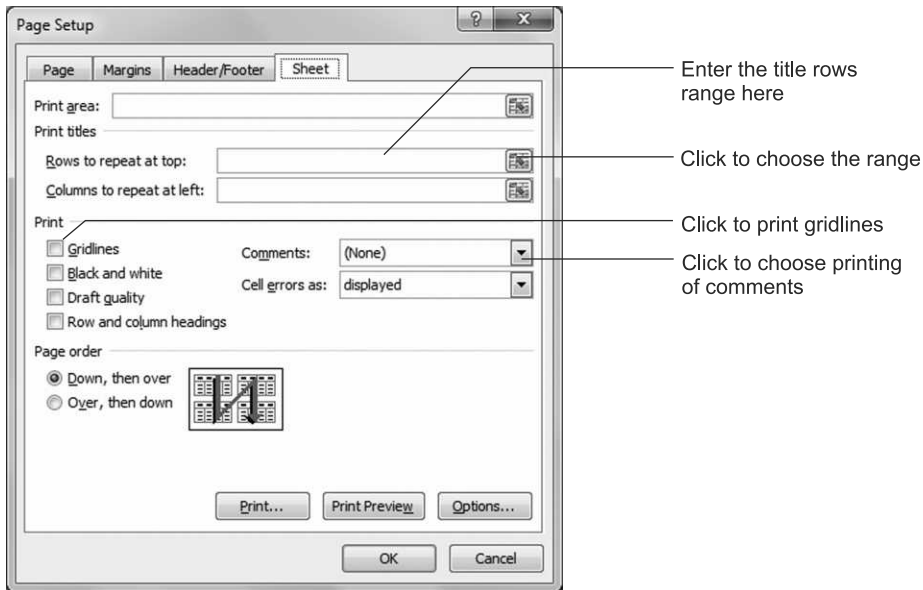 Page Setup
Page Margins Header/Footer Sheet
Print area:
Print titles
Rows to repeat at top:
Columns to repeat at left:
Print
Gridlines
Black and white
Draft quality
Row and column headings
Comments: (None)
Cell errors as: displayed
Page order
Down, then over
Over, then down
Print... Print Preview Options...
OK Cancel
Enter the title rows
range here
Click to choose the range
Click to print gridlines
Click to choose printing
of comments